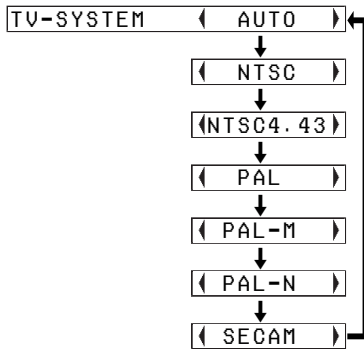 TV-SYSTEM AUTO
NTSC
NTSC4.43
PAL
PAL-M
PAL-N
SECAM